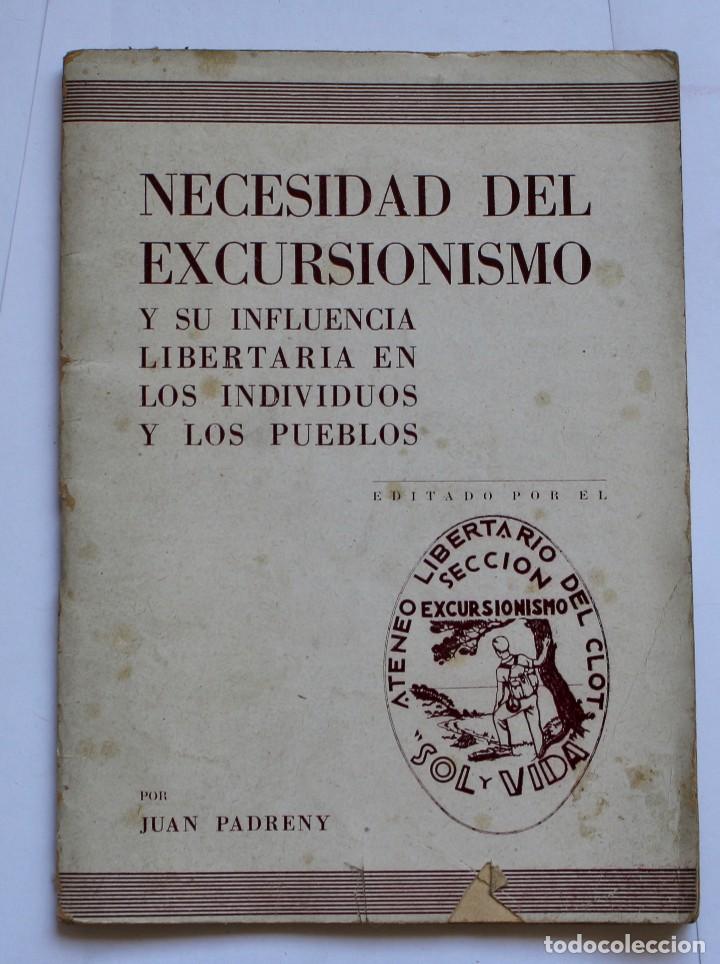 NECESIDAD DEL
EXCURSIONISMO
Y SU INFLUENCIA
LIBERTARIA EN
LOS INDIVIDUOS
Y LOS PUEBLOS
EDITADO POR EL
ATENEO LIBERTARIO DEL CLOT
SECCION
EXCURSIONISMO
"SOL Y VIDA"
POR
JUAN PADRENY
todocoleccion